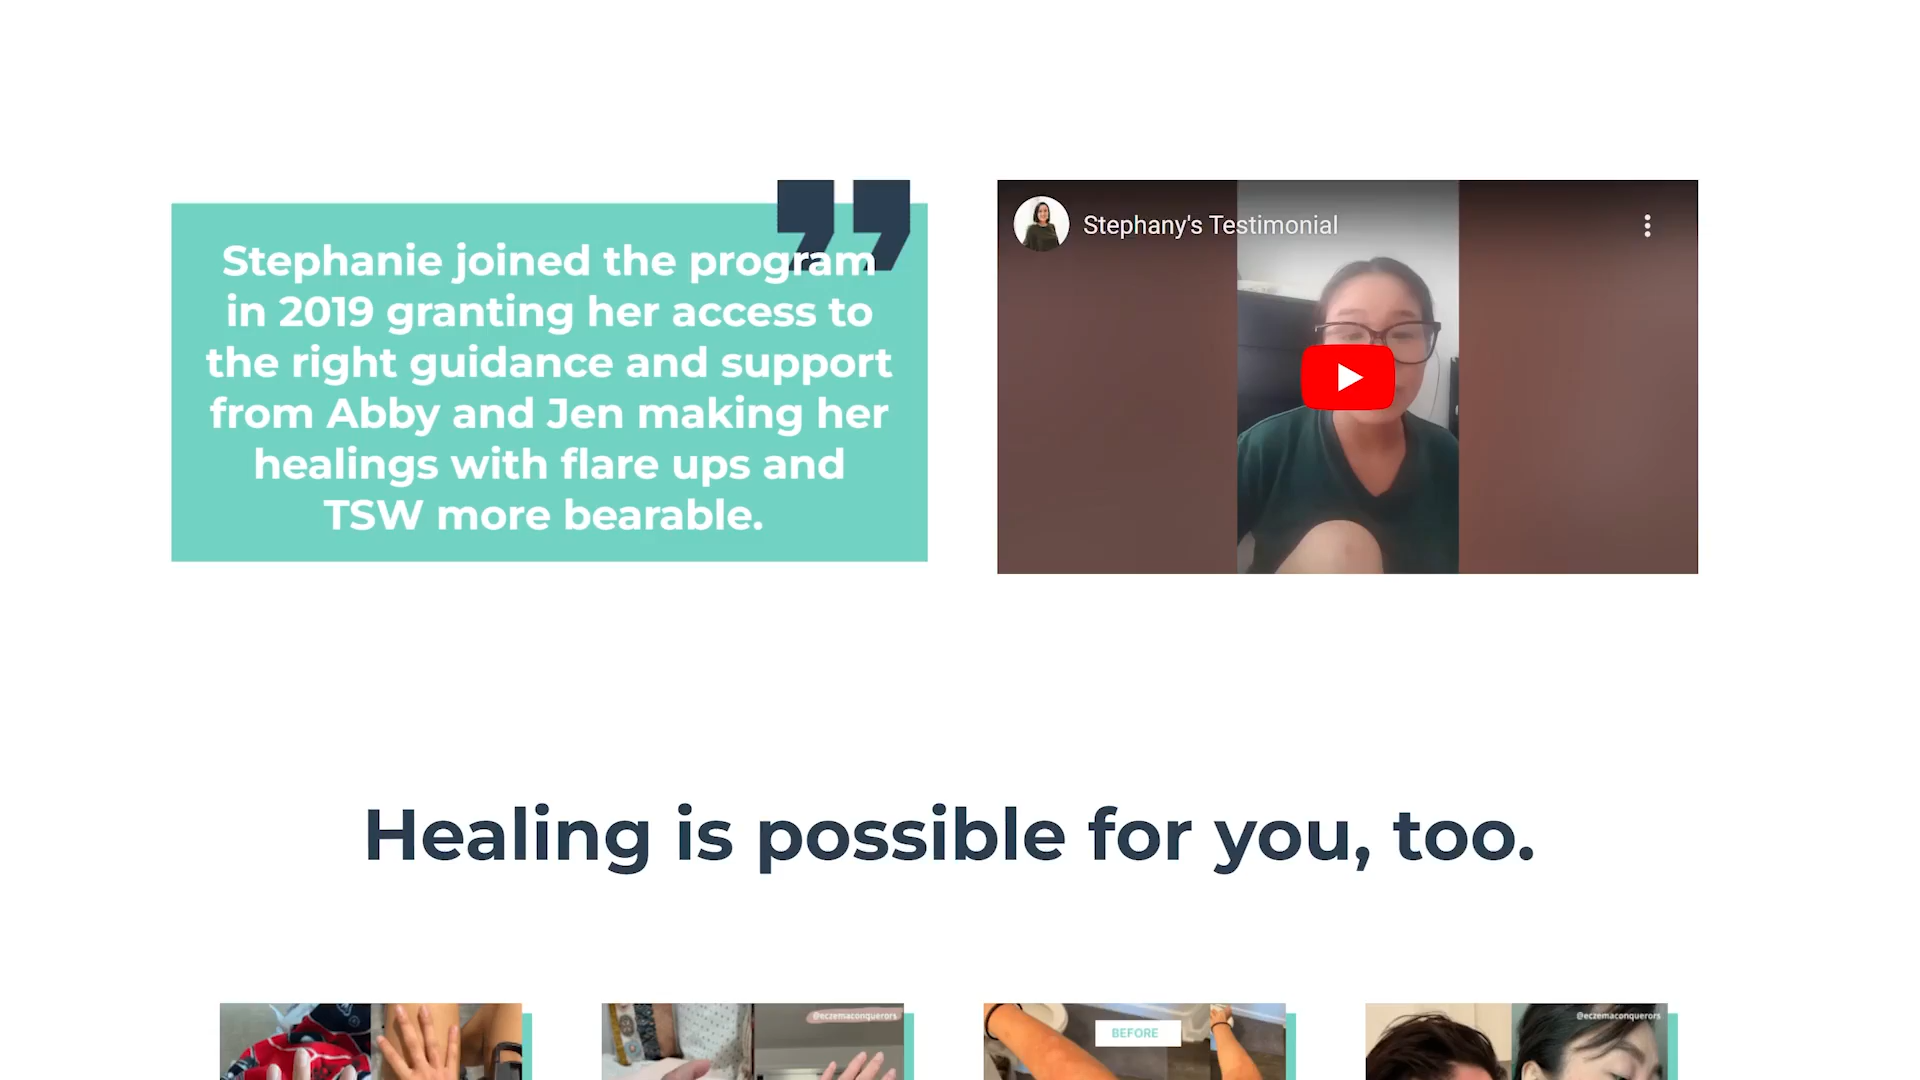 Stephanie joined the program
in 2019 granting her access to
the right guidance and support
from Abby and Jen making her
healings with flare ups and
TSW more bearable.
Stephany's Testimonial
Healing is possible for you, too.
@eczemaconquerors
BEFORE
@eczemaconquerors